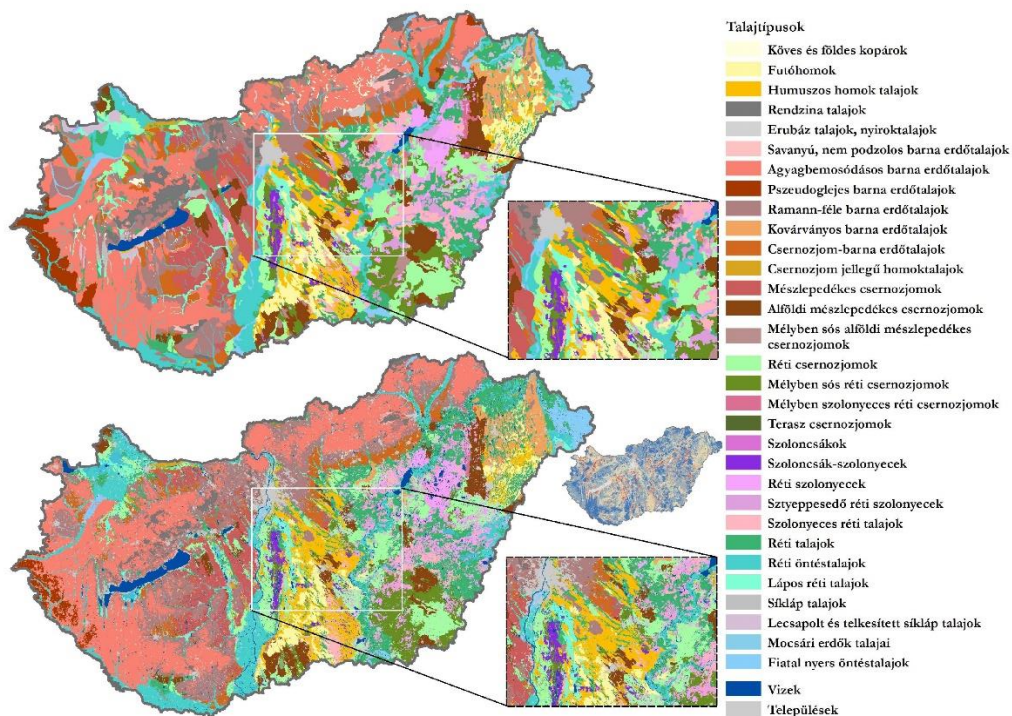 Talajtípusok
Köves és földes kopárok
Futóhomok
Humuszos homok talajok
Rendzina talajok
Erubáz talajok, nyiroktalajok
Savanyú, nem podzolos barna erdőtalajok
Agyagbemosódásos barna erdőtalajok
Pszeudoglejes barna erdőtalajok
Ramann-féle barna erdőtalajok
Kovárványos barna erdőtalajok
Csernozjom-barna erdőtalajok
Csernozjom jellegű homoktalajok
Mészlepedékes csernozjomok
Alföldi mészlepedékes csernozjomok
Mélyben sós alföldi mészlepedékes
csernozjomok
Réti csernozjomok
Mélyben sós réti csernozjomok
Mélyben szolonyeces réti csernozjomok
Terasz csernozjomok
Szoloncsákok
Szoloncsák-szolonyecek
Réti szolonyecek
Sztyeppesedő réti szolonyecek
Szolonyeces réti talajok
Réti talajok
Réti öntéstalajok
Lápos réti talajok
Síkláp talajok
Lecsapolt és telkesített síkláp talajok
Mocsári erdők talajai
Fiatal nyers öntéstalajok
Vizek
Települések